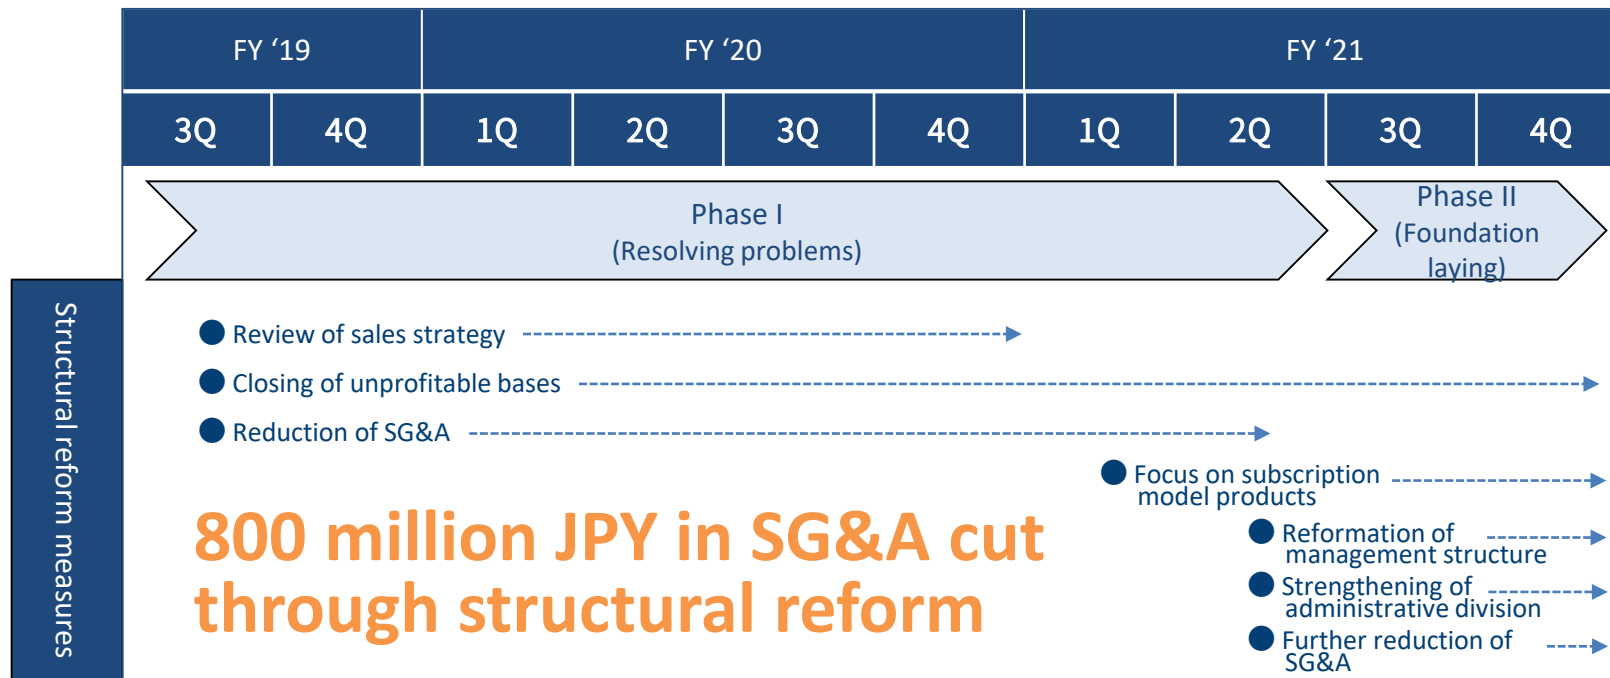 FY ‘19
FY ‘20
FY ‘21
3Q
4Q
1Q
2Q
3Q
4Q
1Q
2Q
3Q
4Q
Phase I
(Resolving problems)
Phase II
(Foundation
laying)
Structural reform measures
Review of sales strategy
Closing of unprofitable bases
Reduction of SG&A
Focus on subscription
model products
Reformation of
management structure
Strengthening of
administrative division
Further reduction of
SG&A
800 million JPY in SG&A cut
through structural reform